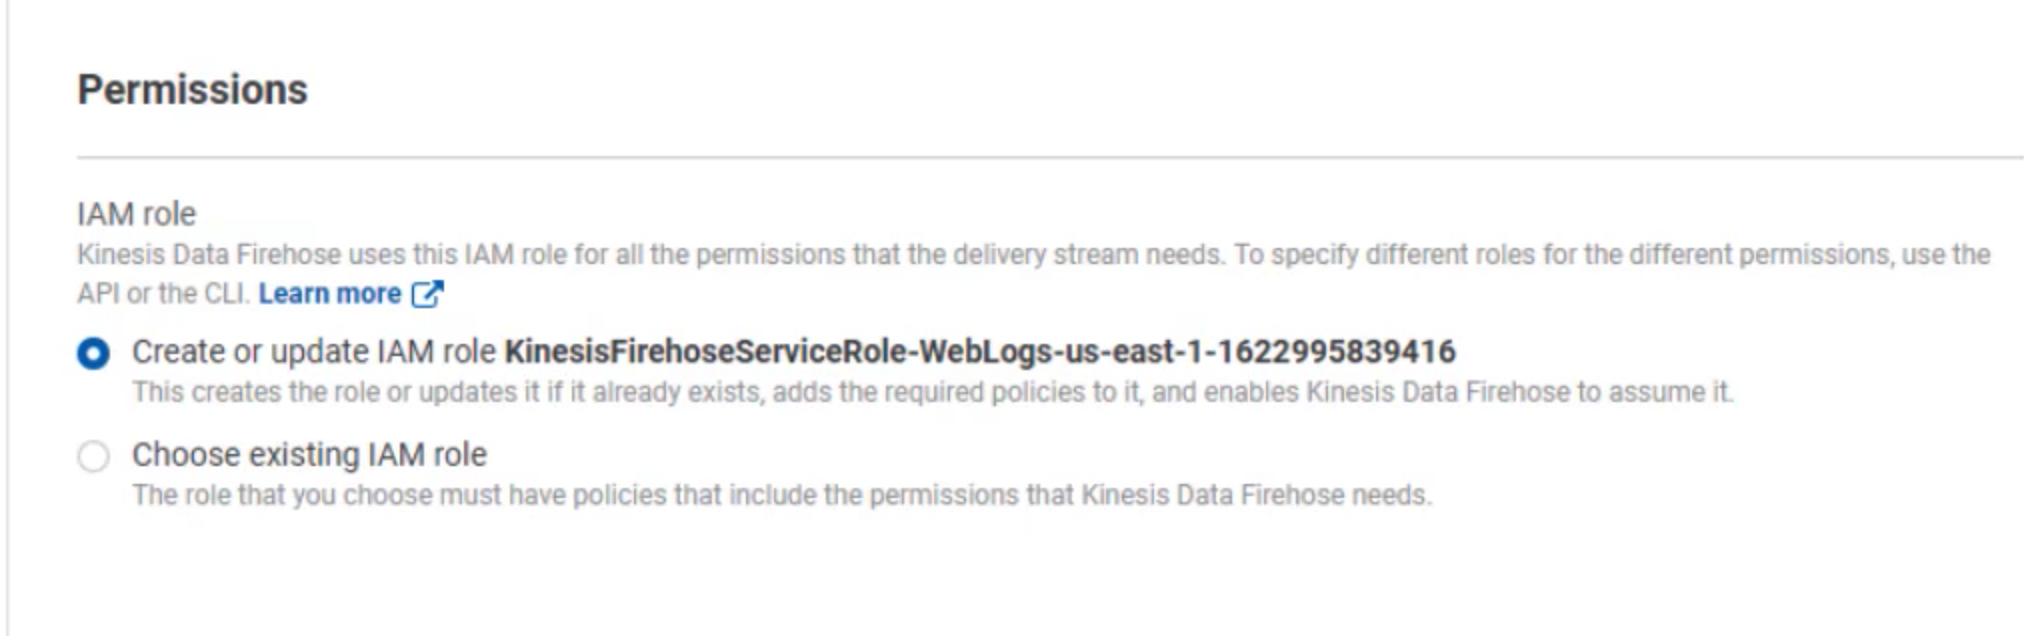 Permissions
IAM role
Kinesis Data Firehose uses this IAM role for all the permissions that the delivery stream needs. To specify different roles for the different permissions, use the
API or the CLI. Learn more
Create or update IAM role KinesisFirehoseServiceRole-WebLogs-us-east-1-1622995839416
This creates the role or updates it if it already exists, adds the required policies to it, and enables Kinesis Data Firehose to assume it.
Choose existing IAM role
The role that you choose must have policies that include the permissions that Kinesis Data Firehose needs.